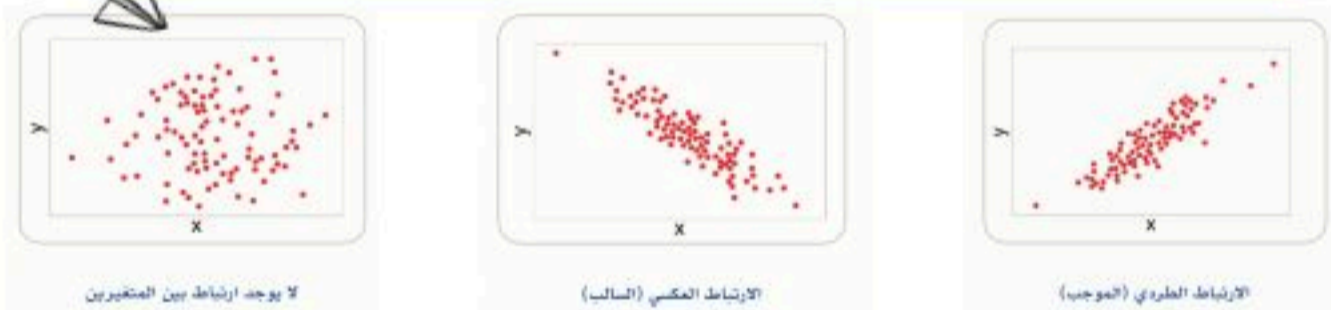 y
x
الارتباط الطردي (الموجب)
y
x
الارتباط العكسي (السالب)
y
x
لا يوجد ارتباط بين المتغيرين